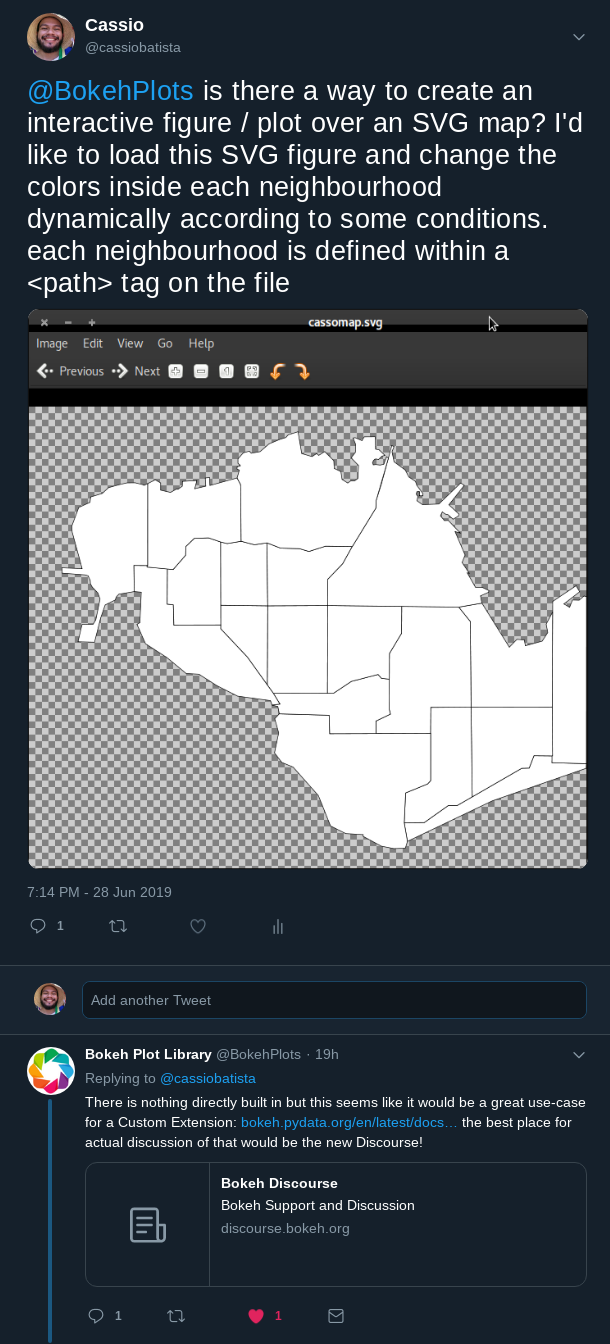 Cassio
@cassiobatista
@BokehPlots is there a way to create an
interactive figure / plot over an SVG map? I'd
like to load this SVG figure and change the
colors inside each neighbourhood
dynamically according to some conditions.
each neighbourhood is defined within a
<path> tag on the file
cassomap.svg
Image Edit View Go Help
Previous Next
7:14 PM - 28 Jun 2019
1
Add another Tweet
Bokeh Plot Library @BokehPlots · 19h
Replying to @cassiobatista
There is nothing directly built in but this seems like it would be a great use-case
for a Custom Extension: bokeh.pydata.org/en/latest/docs… the best place for
actual discussion of that would be the new Discourse!
Bokeh Discourse
Bokeh Support and Discussion
discourse.bokeh.org
1 1